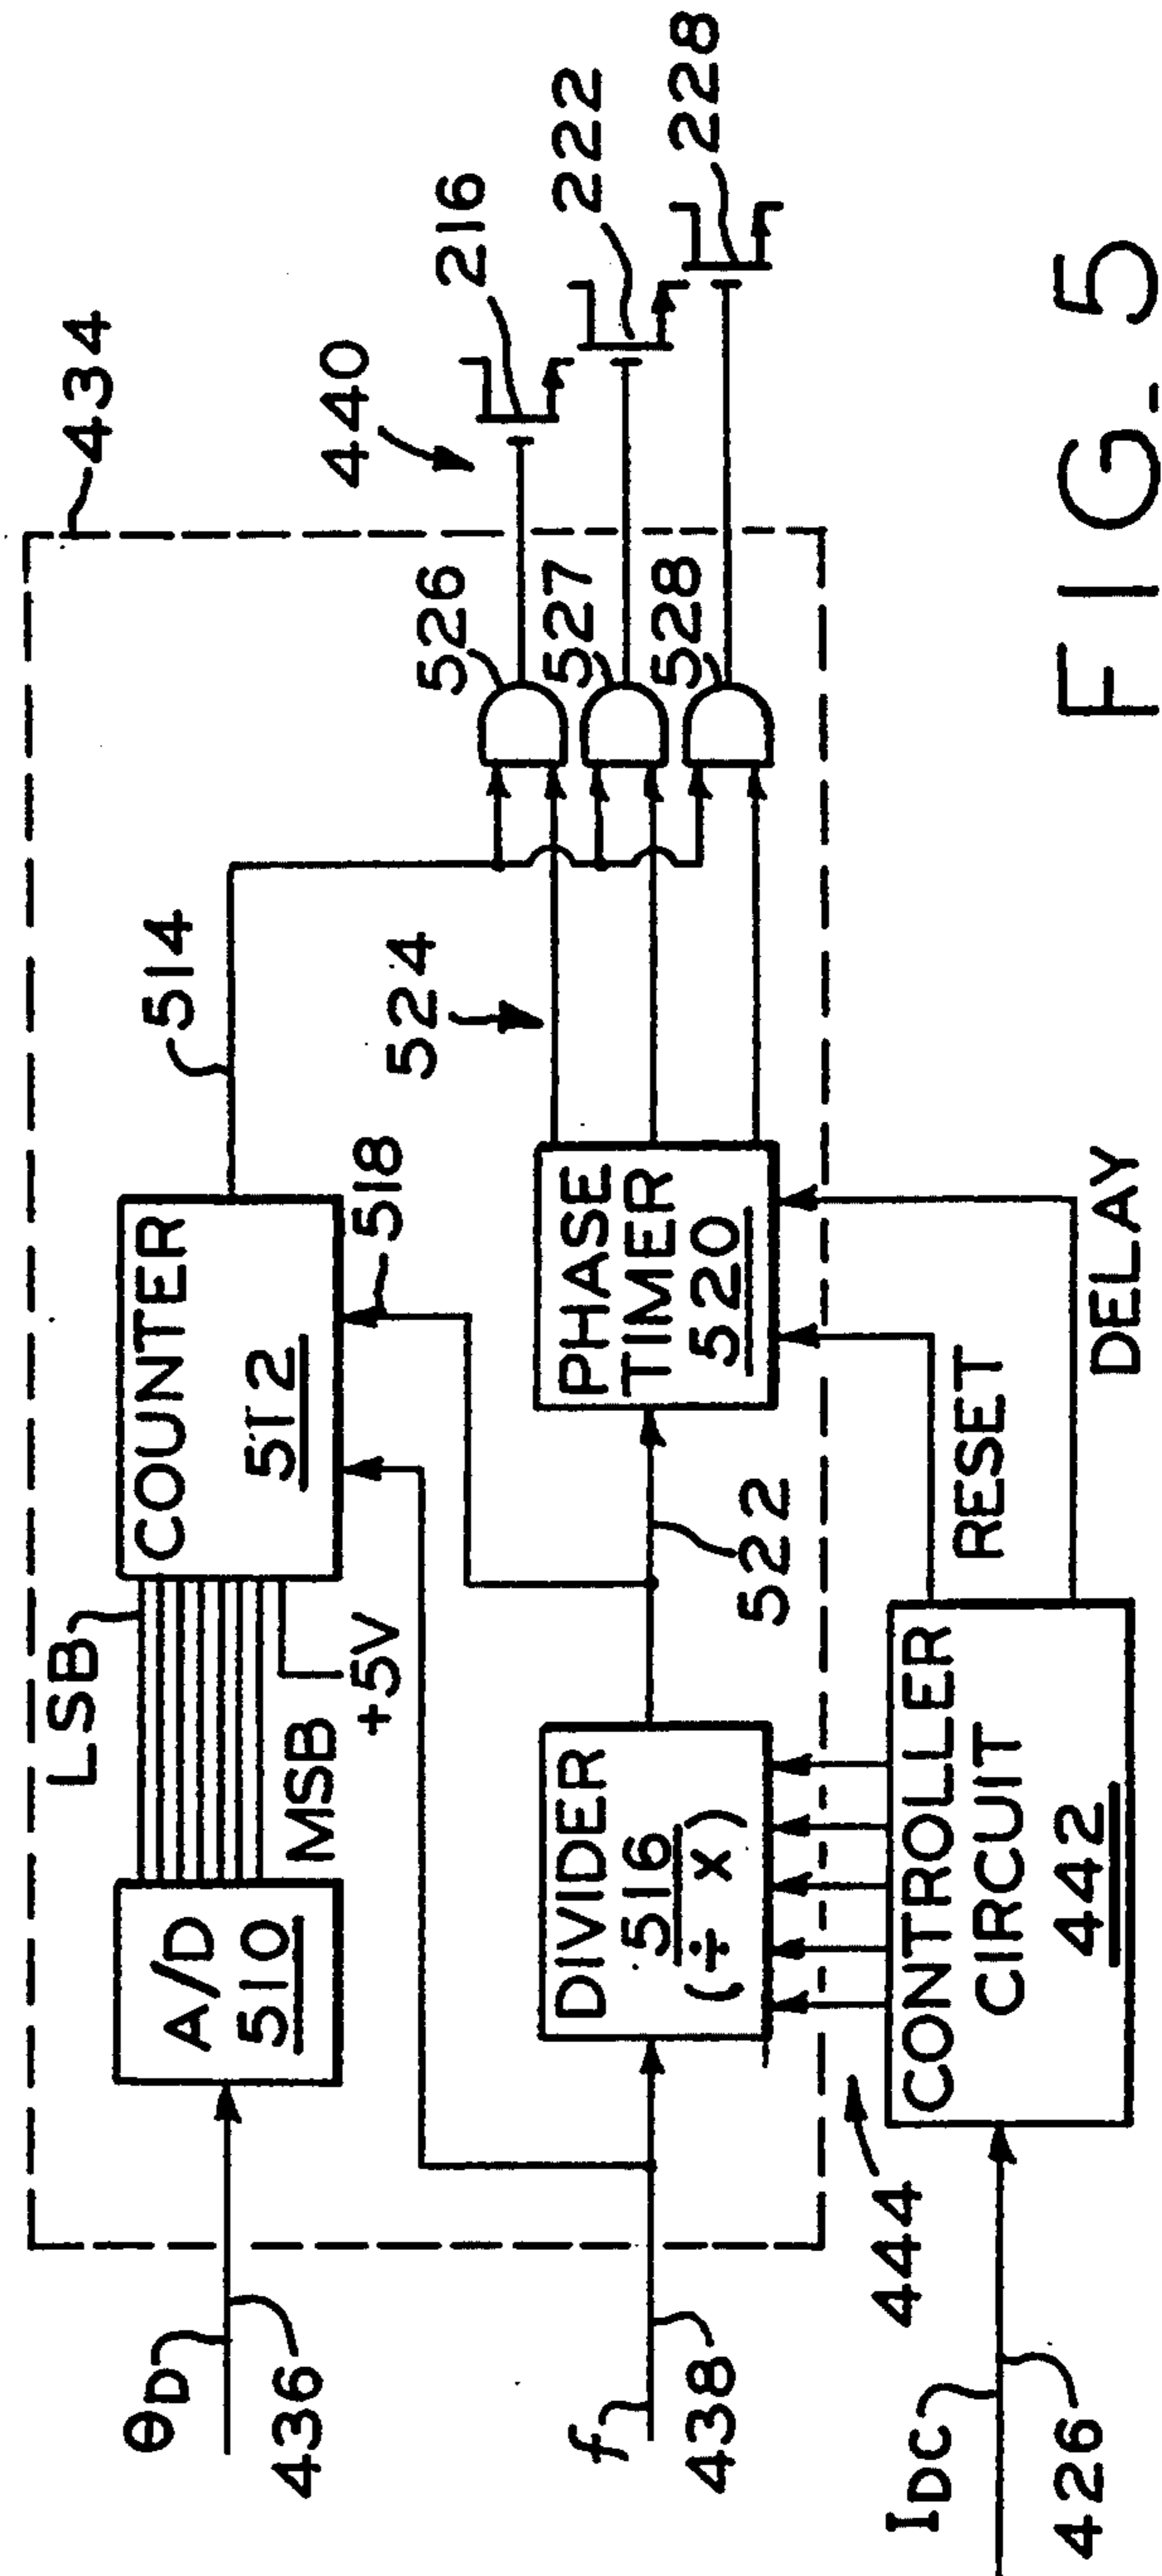 434
LSB
514
θD
A/D
510
COUNTER
512
436
MSB
+5V
518
440
216
222
228
524
526
527
528
f
438
DIVIDER
516
(÷ X)
522
PHASE
TIMER
520
444
IDC
426
CONTROLLER
CIRCUIT
442
RESET
DELAY
FIG. 5